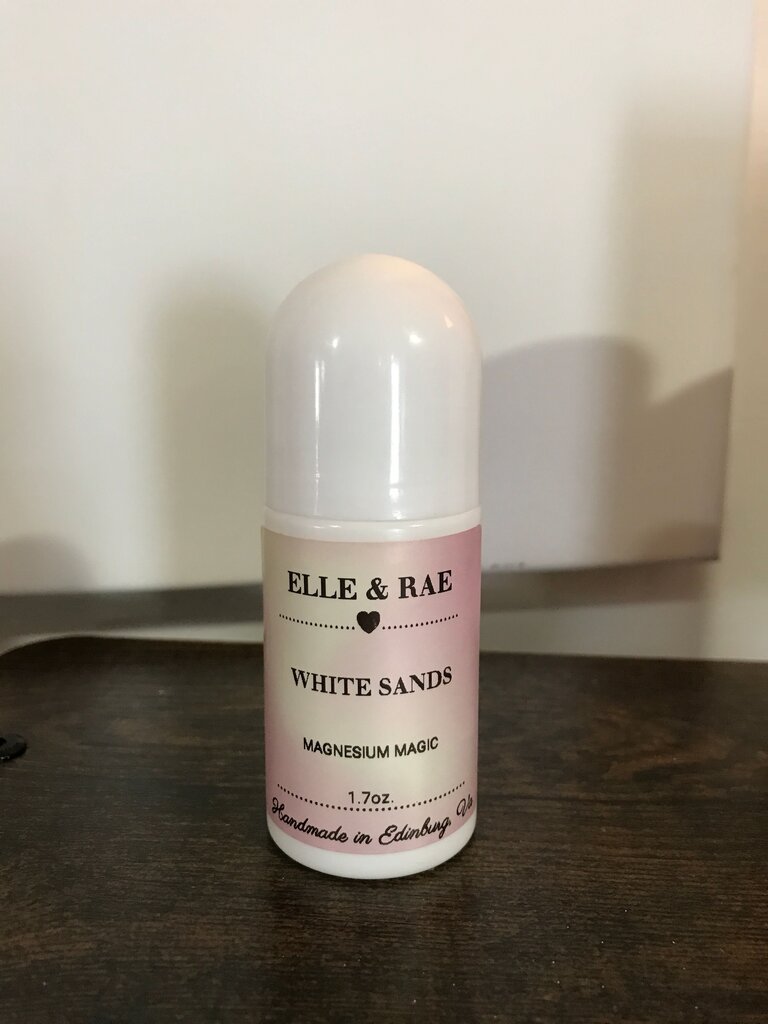 ELLE & RAE
WHITE SANDS
MAGNESIUM MAGIC
1.7oz.
Handmade in Edinburg, Va